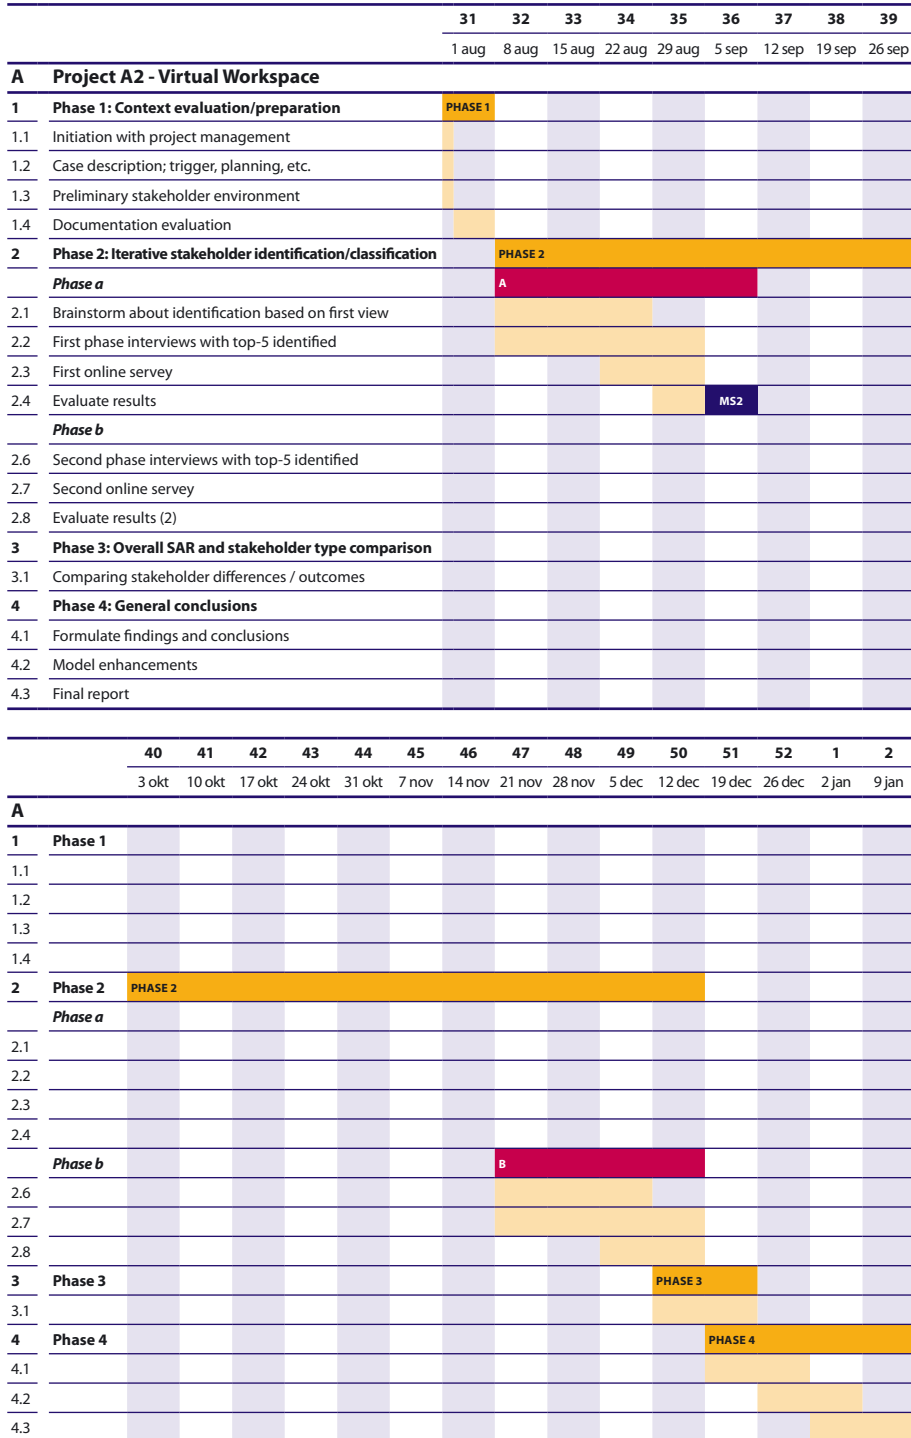 31 32 33 34 35 36 37 38 39
1 aug 8 aug 15 aug 22 aug 29 aug 5 sep 12 sep 19 sep 26 sep
A Project A2 - Virtual Workspace
1 Phase 1: Context evaluation/preparation PHASE 1
1.1 Initiation with project management
1.2 Case description; trigger, planning, etc.
1.3 Preliminary stakeholder environment
1.4 Documentation evaluation
2 Phase 2: Iterative stakeholder identification/classification PHASE 2
Phase a A
2.1 Brainstorm about identification based on first view
2.2 First phase interviews with top-5 identified
2.3 First online servey
2.4 Evaluate results MS2
Phase b
2.6 Second phase interviews with top-5 identified
2.7 Second online servey
2.8 Evaluate results (2)
3 Phase 3: Overall SAR and stakeholder type comparison
3.1 Comparing stakeholder differences / outcomes
4 Phase 4: General conclusions
4.1 Formulate findings and conclusions
4.2 Model enhancements
4.3 Final report
40 41 42 43 44 45 46 47 48 49 50 51 52 1 2
3 okt 10 okt 17 okt 24 okt 31 okt 7 nov 14 nov 21 nov 28 nov 5 dec 12 dec 19 dec 26 dec 2 jan 9 jan
A
1 Phase 1
1.1
1.2
1.3
1.4
2 Phase 2 PHASE 2
Phase a
2.1
2.2
2.3
2.4
Phase b B
2.6
2.7
2.8
3 Phase 3 PHASE 3
3.1
4 Phase 4 PHASE 4
4.1
4.2
4.3